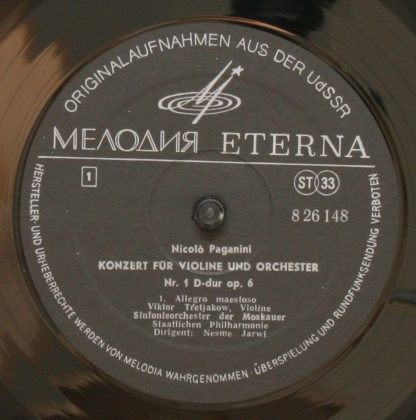 ORIGINALAUFNAHMEN AUS DER UdSSR
МЕЛОДИЯ ETERNA
1
ST 33
8 26 148
Nicolò Paganini
KONZERT FÜR VIOLINE UND ORCHESTER
Nr. 1 D-dur op. 6
1. Allegro maestoso
Viktor Tretjakow, Violine
Sinfonieorchester der Moskauer
Staatlichen Philharmonie
Dirigent: Nesme Jarwi
HERSTELLER- UND URHEBERRECHTE WERDEN VON MELODIA WAHRGENOMMEN · ÜBERSPIELUNG UND RUNDFUNKSENDUNG VERBOTEN